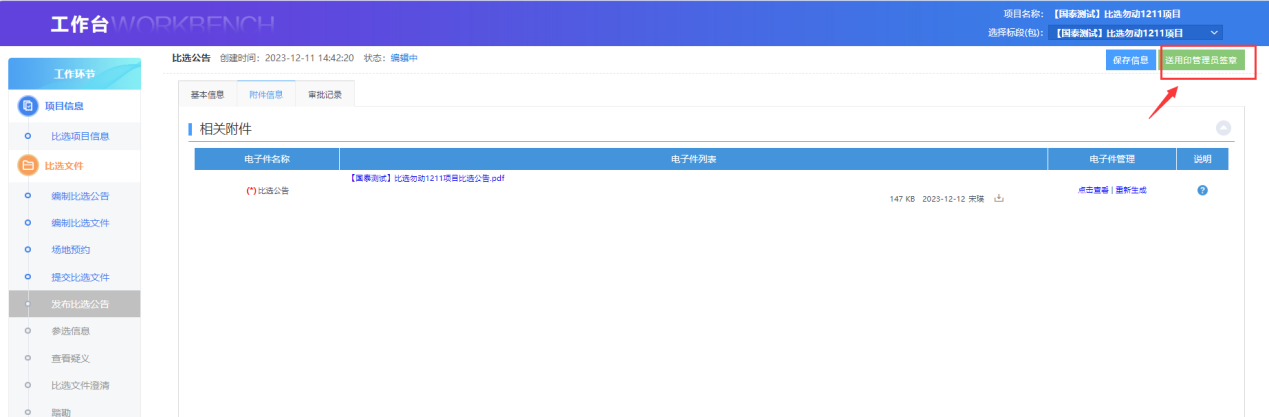 工作台WORKBENCH
项目名称：【国泰测试】比选勿动1211项目
选择标段(包)：【国泰测试】比选勿动1211项目
工作环节
项目信息
比选项目信息
比选文件
编制比选公告
编制比选文件
场地预约
提交比选文件
发布比选公告
参选信息
查看疑义
比选文件澄清
踏勘
比选公告 创建时间：2023-12-11 14:42:20 状态：编辑中
保存信息 送用印管理员签章
基本信息 附件信息 审批记录
相关附件
电子件名称 电子件列表 电子件管理 说明
(*)比选公告
【国泰测试】比选勿动1211项目比选公告.pdf
147 KB 2023-12-12 宋瑛
点击查看 | 重新生成